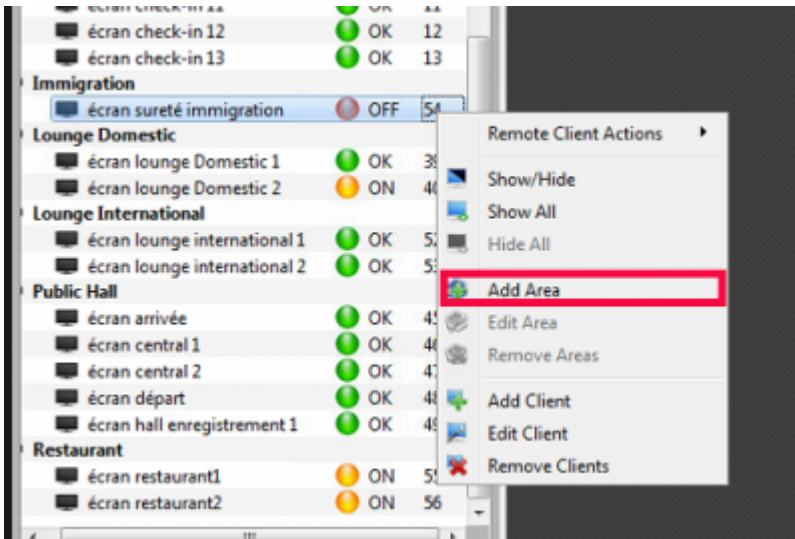 écran check-in 12 OK 12
écran check-in 13 OK 13
Immigration
écran sureté immigration OFF 54
Lounge Domestic
écran lounge Domestic 1 OK
écran lounge Domestic 2 ON
Lounge International
écran lounge international 1 OK
écran lounge international 2 OK
Public Hall
écran arrivée OK
écran central 1 OK
écran central 2 OK
écran départ OK
écran hall enregistrement 1 OK
Restaurant
écran restaurant1 ON
écran restaurant2 ON 56
Remote Client Actions
Show/Hide
Show All
Hide All
Add Area
Edit Area
Remove Areas
Add Client
Edit Client
Remove Clients